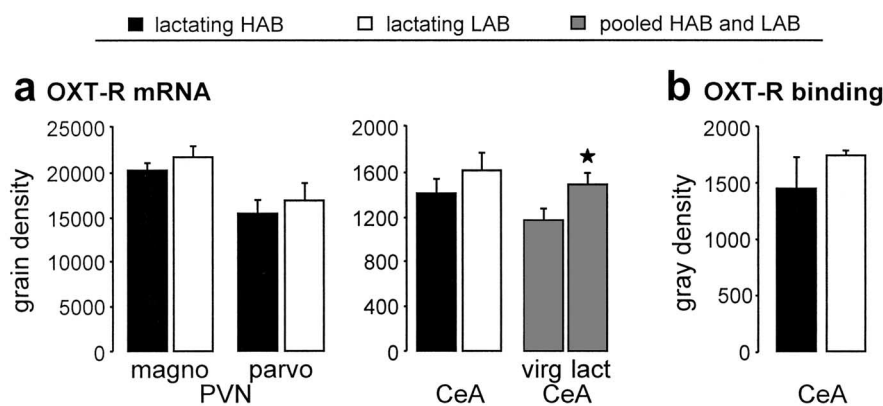 lactating HAB lactating LAB pooled HAB and LAB
a OXT-R mRNA
b OXT-R binding
grain density
25000
20000
15000
10000
5000
0
magno parvo
PVN
2000
1600
1200
800
400
0
virg lact
CeA CeA
gray density
2000
1500
1000
500
0
CeA